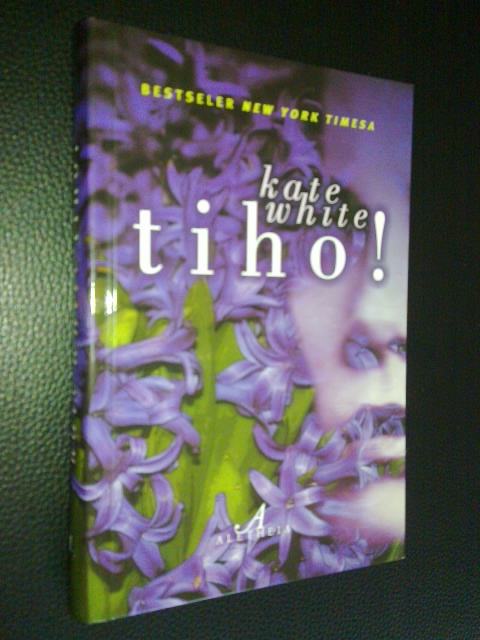 BESTSELER NEW YORK TIMESA
kate
white
tiho!
A
ALETHEIA